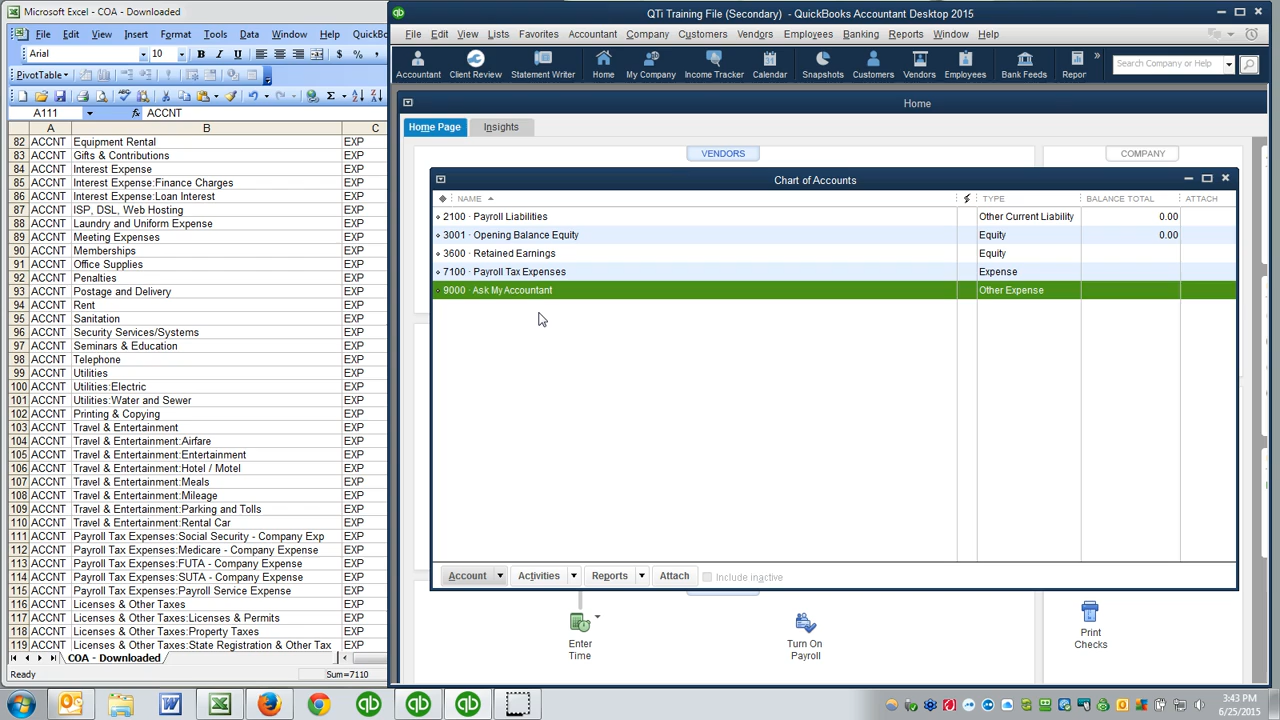 Microsoft Excel - COA - Downloaded
File Edit View Insert Format Tools Data Window Help QuickBo
Arial 10 B I U $ %
PivotTable
A111 fx ACCNT
A B C
82 ACCNT Equipment Rental EXP
83 ACCNT Gifts & Contributions EXP
84 ACCNT Interest Expense EXP
85 ACCNT Interest Expense:Finance Charges EXP
86 ACCNT Interest Expense:Loan Interest EXP
87 ACCNT ISP, DSL, Web Hosting EXP
88 ACCNT Laundry and Uniform Expense EXP
89 ACCNT Meeting Expenses EXP
90 ACCNT Memberships EXP
91 ACCNT Office Supplies EXP
92 ACCNT Penalties EXP
93 ACCNT Postage and Delivery EXP
94 ACCNT Rent EXP
95 ACCNT Sanitation EXP
96 ACCNT Security Services/Systems EXP
97 ACCNT Seminars & Education EXP
98 ACCNT Telephone EXP
99 ACCNT Utilities EXP
100 ACCNT Utilities:Electric EXP
101 ACCNT Utilities:Water and Sewer EXP
102 ACCNT Printing & Copying EXP
103 ACCNT Travel & Entertainment EXP
104 ACCNT Travel & Entertainment:Airfare EXP
105 ACCNT Travel & Entertainment:Entertainment EXP
106 ACCNT Travel & Entertainment:Hotel / Motel EXP
107 ACCNT Travel & Entertainment:Meals EXP
108 ACCNT Travel & Entertainment:Mileage EXP
109 ACCNT Travel & Entertainment:Parking and Tolls EXP
110 ACCNT Travel & Entertainment:Rental Car EXP
111 ACCNT Payroll Tax Expenses:Social Security - Company Exp EXP
112 ACCNT Payroll Tax Expenses:Medicare - Company Expense EXP
113 ACCNT Payroll Tax Expenses:FUTA - Company Expense EXP
114 ACCNT Payroll Tax Expenses:SUTA - Company Expense EXP
115 ACCNT Payroll Tax Expenses:Payroll Service Expense EXP
116 ACCNT Licenses & Other Taxes EXP
117 ACCNT Licenses & Other Taxes:Licenses & Permits EXP
118 ACCNT Licenses & Other Taxes:Property Taxes EXP
119 ACCNT Licenses & Other Taxes:State Registration & Other Tax EXP
COA - Downloaded
Ready Sum=7110
QTi Training File (Secondary) - QuickBooks Accountant Desktop 2015
File Edit View Lists Favorites Accountant Company Customers Vendors Employees Banking Reports Window Help
Accountant Client Review Statement Writer Home My Company Income Tracker Calendar Snapshots Customers Vendors Employees Bank Feeds Report
Search Company or Help
Home
Home Page Insights
VENDORS COMPANY
Chart of Accounts
NAME TYPE BALANCE TOTAL ATTACH
2100 · Payroll Liabilities Other Current Liability 0.00
3001 · Opening Balance Equity Equity 0.00
3600 · Retained Earnings Equity
7100 · Payroll Tax Expenses Expense
9000 · Ask My Accountant Other Expense
Account Activities Reports Attach Include inactive
Enter Time
Turn On Payroll
Print Checks
3:43 PM
6/25/2015